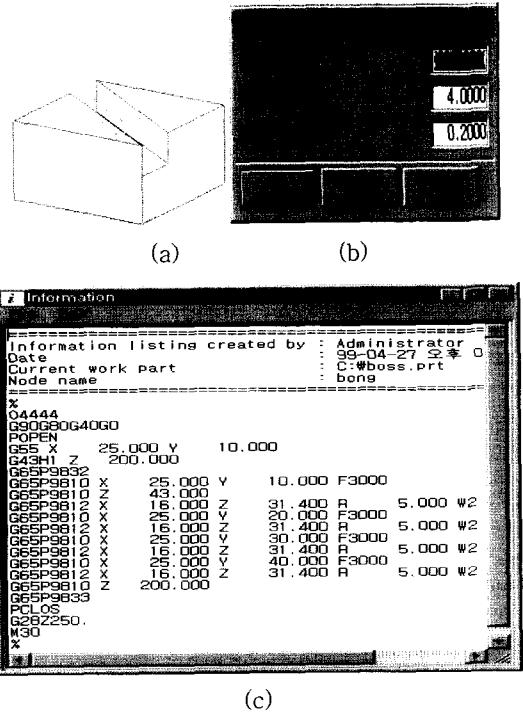 4.0000
0.2000
(a)
(b)
i Information
Information listing created by : Administrator
Date : 99-04-27 오후 0
Current work part : C:₩boss.prt
Node name : bong
%
O4444
G90G80G40G0
POPEN
G55 X 25.000 Y 10.000
G43H1 Z 200.000
G65P9832
G65P9810 X 25.000 Y 10.000 F3000
G65P9810 Z 43.000
G65P9812 X 16.000 Z 31.400 R 5.000 W2
G65P9810 X 25.000 Y 20.000 F3000
G65P9812 X 16.000 Z 31.400 R 5.000 W2
G65P9810 X 25.000 Y 30.000 F3000
G65P9812 X 16.000 Z 31.400 R 5.000 W2
G65P9810 X 25.000 Y 40.000 F3000
G65P9812 X 16.000 Z 31.400 R 5.000 W2
G65P9810 Z 200.000
G65P9833
PCLOS
G28Z250.
M30
%
(c)